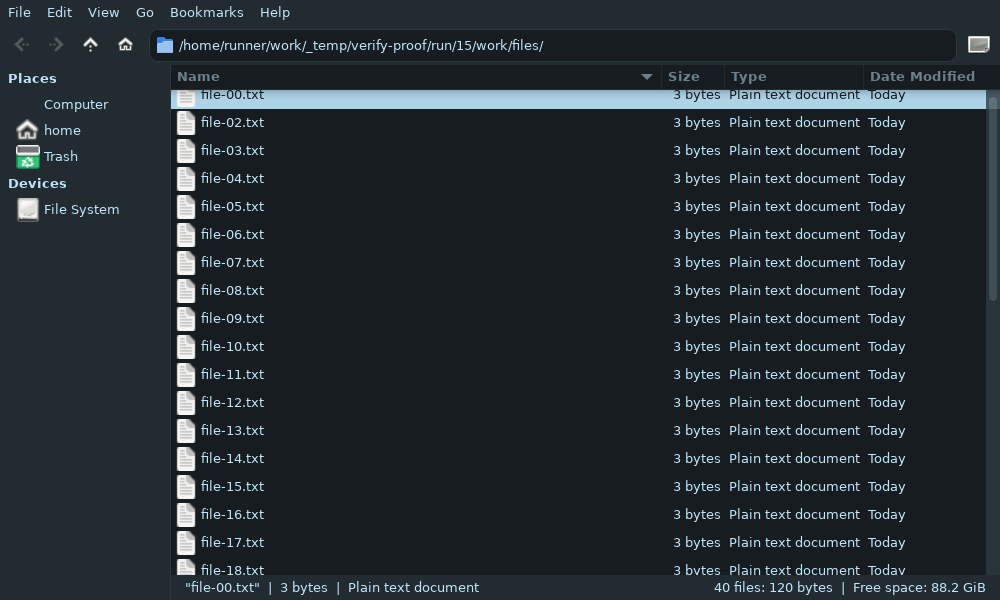 File Edit View Go Bookmarks Help
/home/runner/work/_temp/verify-proof/run/15/work/files/
Places
Computer
home
Trash
Devices
File System
Name Size Type Date Modified
file-00.txt 3 bytes Plain text document Today
file-02.txt 3 bytes Plain text document Today
file-03.txt 3 bytes Plain text document Today
file-04.txt 3 bytes Plain text document Today
file-05.txt 3 bytes Plain text document Today
file-06.txt 3 bytes Plain text document Today
file-07.txt 3 bytes Plain text document Today
file-08.txt 3 bytes Plain text document Today
file-09.txt 3 bytes Plain text document Today
file-10.txt 3 bytes Plain text document Today
file-11.txt 3 bytes Plain text document Today
file-12.txt 3 bytes Plain text document Today
file-13.txt 3 bytes Plain text document Today
file-14.txt 3 bytes Plain text document Today
file-15.txt 3 bytes Plain text document Today
file-16.txt 3 bytes Plain text document Today
file-17.txt 3 bytes Plain text document Today
file-18.txt 3 bytes Plain text document Today
"file-00.txt" | 3 bytes | Plain text document 40 files: 120 bytes | Free space: 88.2 GiB